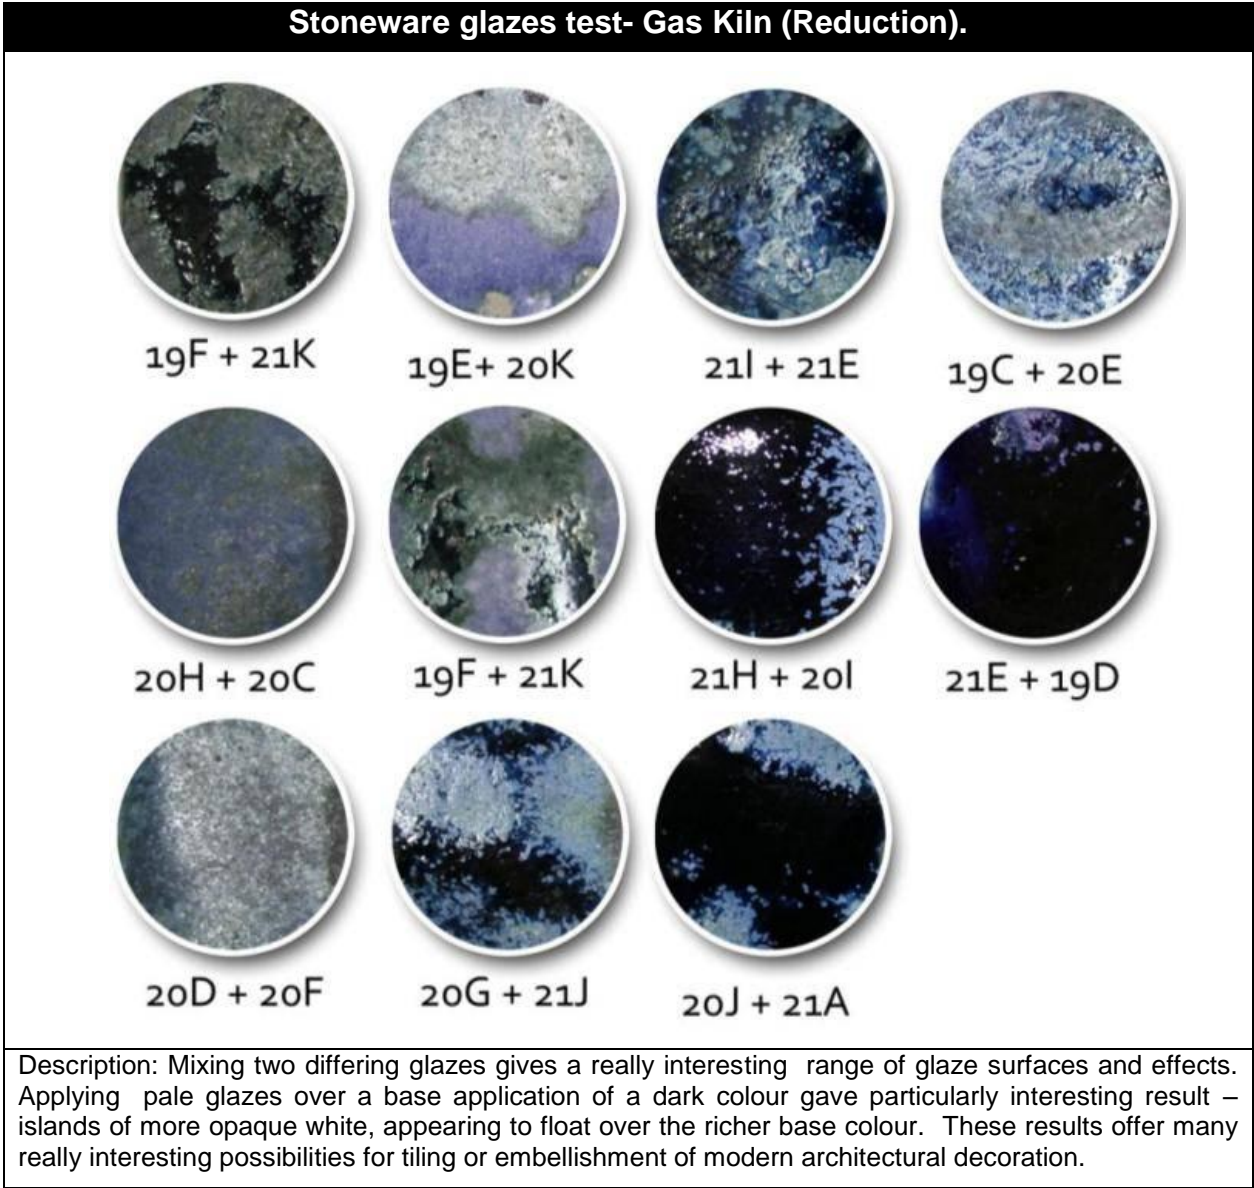 Stoneware glazes test- Gas Kiln (Reduction).
19F + 21K
19E+ 20K
21I + 21E
19C + 20E
20H + 20C
19F + 21K
21H + 20I
21E + 19D
20D + 20F
20G + 21J
20J + 21A
Description: Mixing two differing glazes gives a really interesting range of glaze surfaces and effects.
Applying pale glazes over a base application of a dark colour gave particularly interesting result –
islands of more opaque white, appearing to float over the richer base colour. These results offer many
really interesting possibilities for tiling or embellishment of modern architectural decoration.